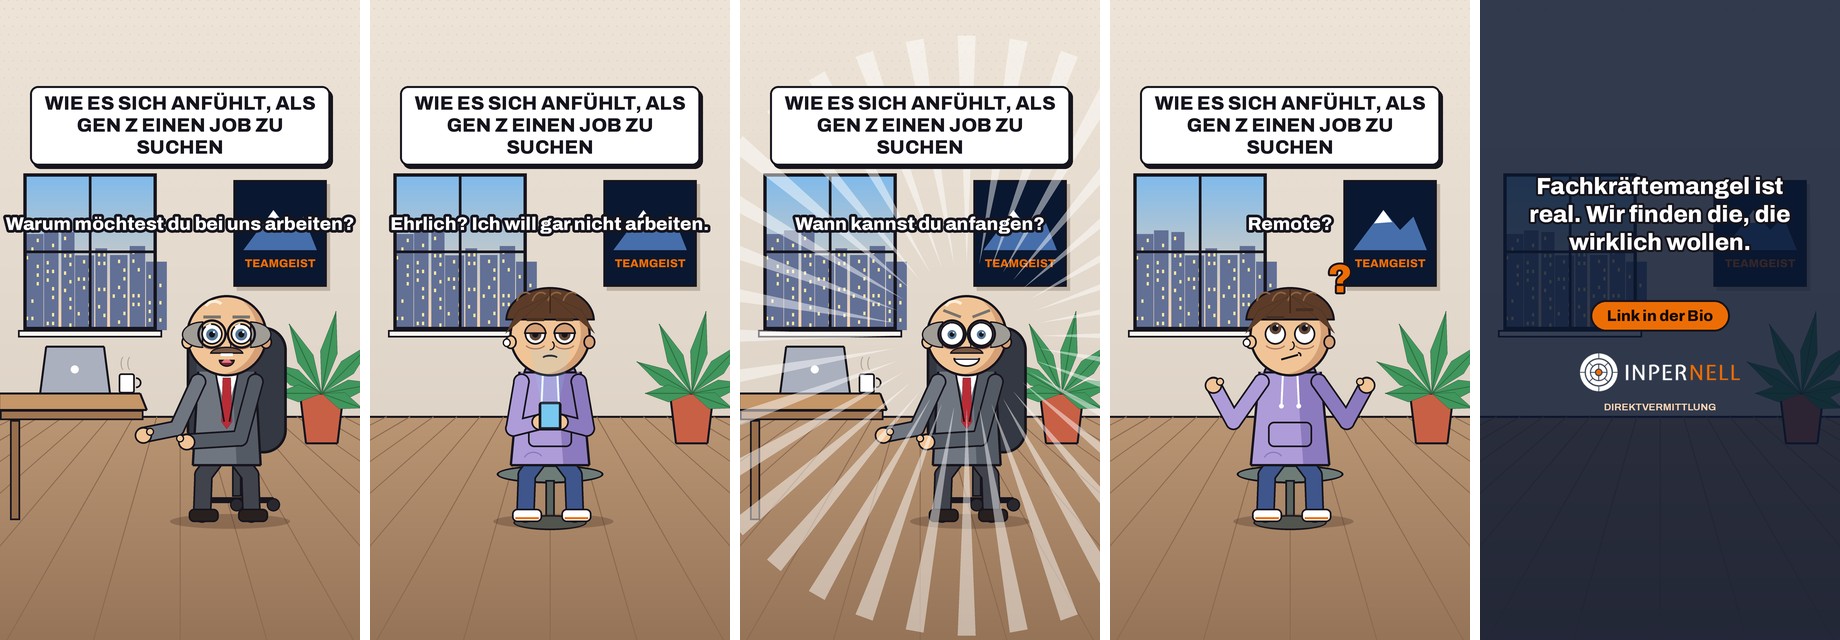 WIE ES SICH ANFÜHLT, ALS
GEN Z EINEN JOB ZU
SUCHEN
Warum möchtest du bei uns arbeiten?
TEAMGEIST
WIE ES SICH ANFÜHLT, ALS
GEN Z EINEN JOB ZU
SUCHEN
Ehrlich? Ich will gar nicht arbeiten.
TEAMGEIST
WIE ES SICH ANFÜHLT, ALS
GEN Z EINEN JOB ZU
SUCHEN
Wann kannst du anfangen?
TEAMGEIST
WIE ES SICH ANFÜHLT, ALS
GEN Z EINEN JOB ZU
SUCHEN
Remote?
?
TEAMGEIST
Fachkräftemangel ist
real. Wir finden die, die
wirklich wollen.
TEAMGEIST
Link in der Bio
INPERNELL
DIREKTVERMITTLUNG